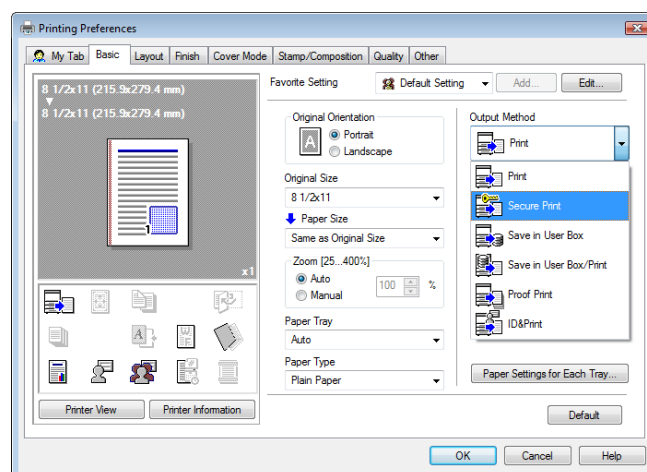 Printing Preferences
My Tab Basic Layout Finish Cover Mode Stamp/Composition Quality Other
8 1/2x11 (215.9x279.4 mm)
8 1/2x11 (215.9x279.4 mm)
1
x1
Printer View Printer Information
Favorite Setting Default Setting Add... Edit...
Original Orientation
A
Portrait
Landscape
Original Size
8 1/2x11
Paper Size
Same as Original Size
Zoom [25...400%]
Auto
Manual
100 %
Paper Tray
Auto
Paper Type
Plain Paper
Output Method
Print
Print
Secure Print
Save in User Box
Save in User Box/Print
Proof Print
ID&Print
Paper Settings for Each Tray...
Default
OK Cancel Help